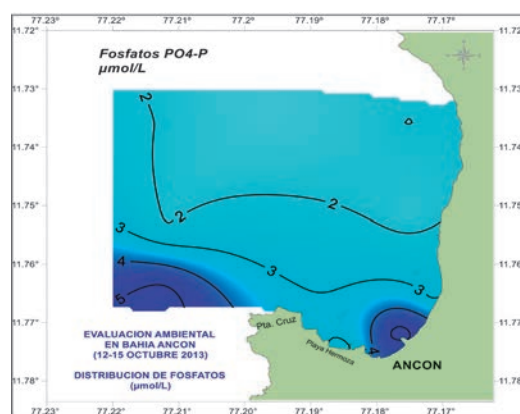 77.23° 77.22° 77.21° 77.20° 77.19° 77.18° 77.17°
11.72° 11.72°
Fosfatos PO4-P
µmol/L
11.73° 11.73°
2
11.74° 11.74°
11.75° 11.75°
2 2
3
11.76° 11.76°
4 3 3
5
11.77° 11.77°
Pta. Cruz
EVALUACION AMBIENTAL
EN BAHIA ANCON
(12-15 OCTUBRE 2013)
Playa Hermoza
4
ANCON
DISTRIBUCION DE FOSFATOS
(µmol/L)
11.78° 11.78°
77.23° 77.22° 77.21° 77.20° 77.19° 77.18° 77.17°